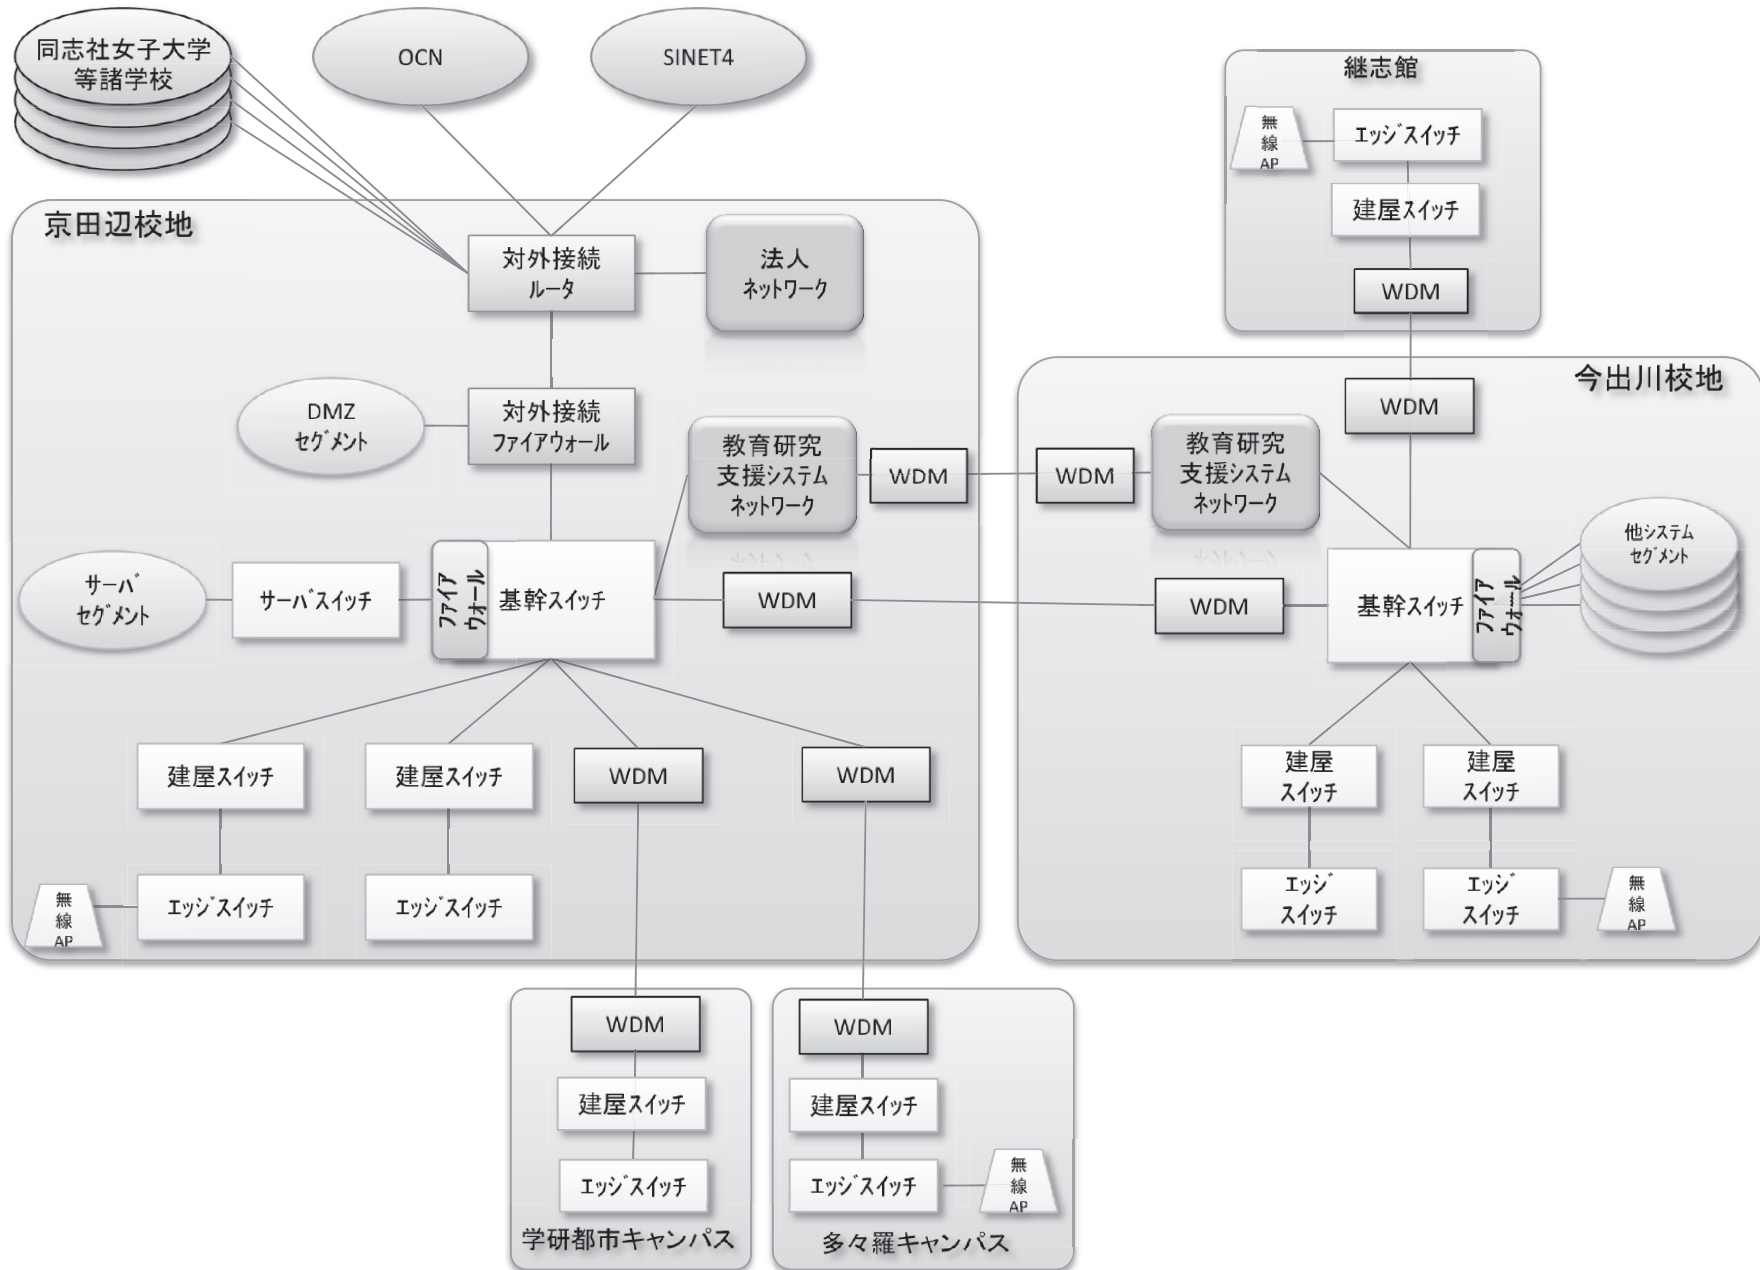 同志社女子大学
等諸学校
OCN
SINET4
継志館
無
線
AP
エッジスイッチ
建屋スイッチ
WDM
京田辺校地
対外接続
ルータ
法人
ネットワーク
DMZ
セグメント
対外接続
ファイアウォール
教育研究
支援システム
ネットワーク
WDM
サーバ
セグメント
サーバスイッチ
ファイア
ウォール
基幹スイッチ
WDM
建屋スイッチ
建屋スイッチ
WDM
WDM
無
線
AP
エッジスイッチ
エッジスイッチ
今出川校地
WDM
WDM
教育研究
支援システム
ネットワーク
WDM
基幹スイッチ
ファイア
ウォール
他システム
セグメント
建屋
スイッチ
建屋
スイッチ
エッジ
スイッチ
エッジ
スイッチ
無
線
AP
WDM
建屋スイッチ
エッジスイッチ
学研都市キャンパス
WDM
建屋スイッチ
エッジスイッチ
無
線
AP
多々羅キャンパス